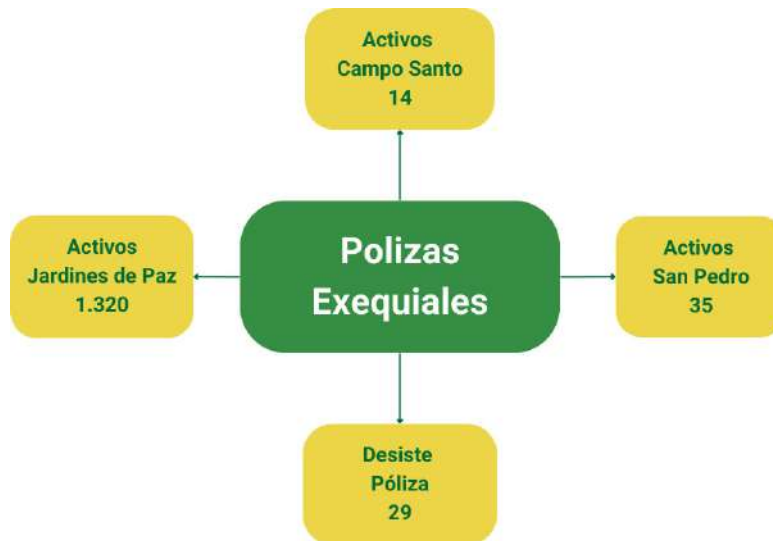 Activos
Campo Santo
14
Activos
Jardines de Paz
1.320
Polizas
Exequiales
Activos
San Pedro
35
Desiste
Póliza
29